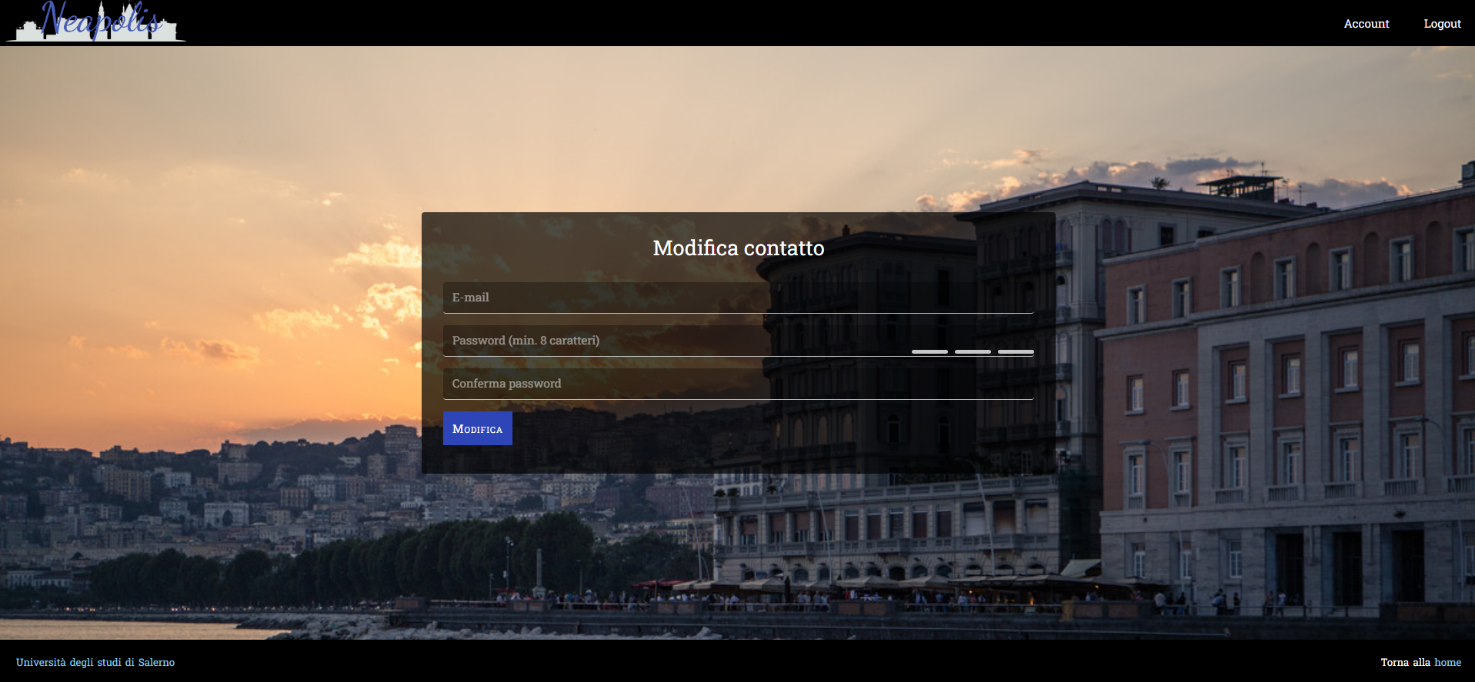 Neapolis
Account Logout
Modifica contatto
E-mail
Password (min. 8 caratteri)
Conferma password
Modifica
Università degli studi di Salerno
Torna alla home